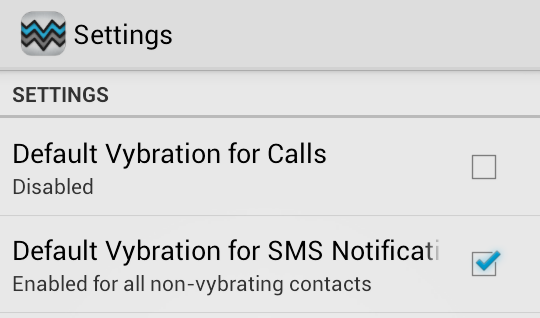 Settings
SETTINGS
Default Vybration for Calls
Disabled
Default Vybration for SMS Notificati
Enabled for all non-vybrating contacts